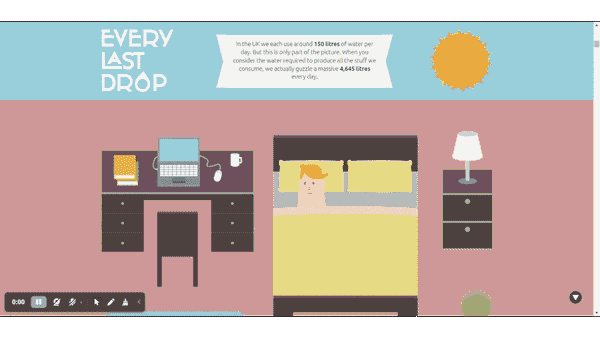 EVERY
LAST
DROP
In the UK we each use around 150 litres of water per
day. But this is only part of the picture. When you
consider the water required to produce all the stuff we
consume, we actually guzzle a massive 4,645 litres
every day.
0:00